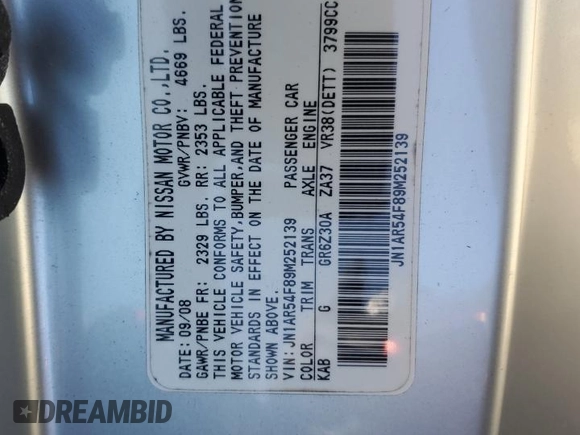 MANUFACTURED BY NISSAN MOTOR CO.,LTD.
DATE: 09/08 GVWR/PNBV: 4669 LBS.
GAWR/PNBE FR: 2329 LBS. RR: 2353 LBS.
THIS VEHICLE CONFORMS TO ALL APPLICABLE FEDERAL
MOTOR VEHICLE SAFETY,BUMPER,AND THEFT PREVENTION
STANDARDS IN EFFECT ON THE DATE OF MANUFACTURE
SHOWN ABOVE.
VIN: JN1AR54F89M252139 PASSENGER CAR
COLOR TRIM TRANS AXLE ENGINE
KAB G GR6Z30A ZA37 VR38(DETT) 3799CC
JN1AR54F89M252139
DREAMBID